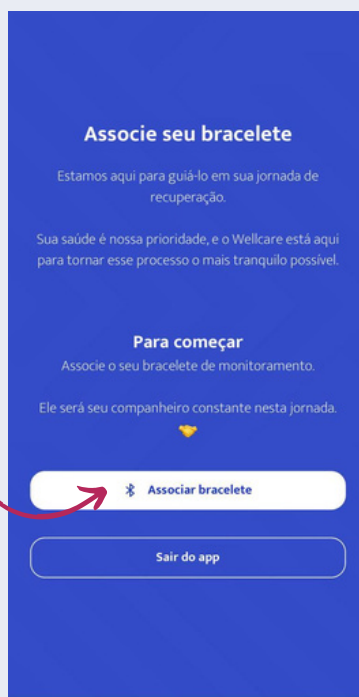 Associe seu bracelete
Estamos aqui para guiá-lo em sua jornada de
recuperação.
Sua saúde é nossa prioridade, e o Wellcare está aqui
para tornar esse processo o mais tranquilo possível.
Para começar
Associe o seu bracelete de monitoramento.
Ele será seu companheiro constante nesta jornada.
🤝
Associar bracelete
Sair do app